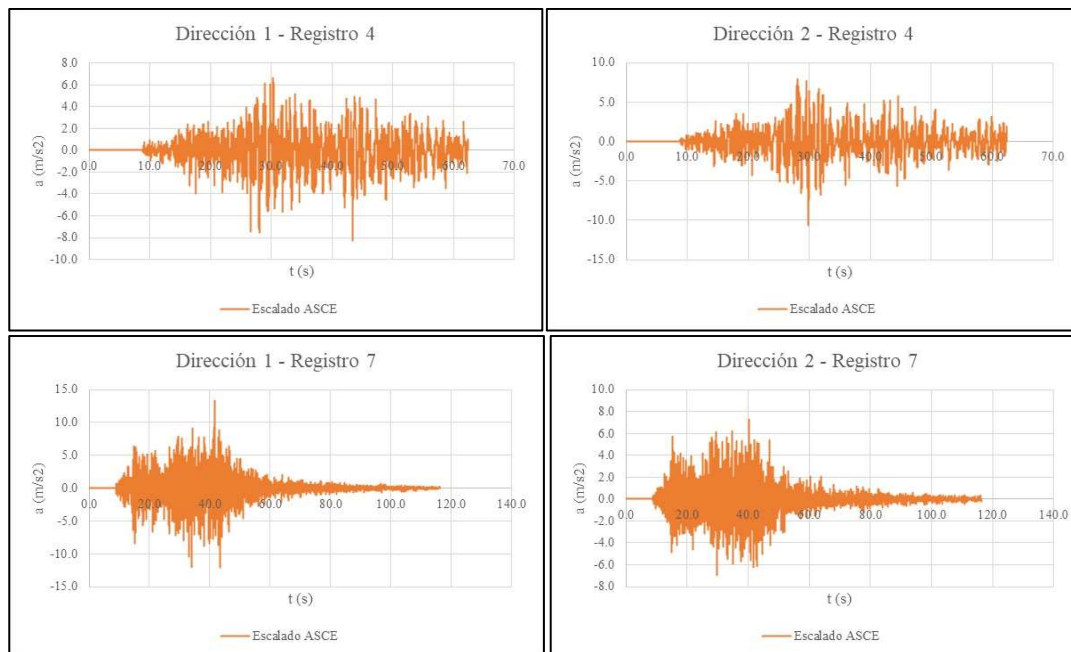 Dirección 1 - Registro 4
8.0
6.0
4.0
2.0
0.0
-2.0
-4.0
-6.0
-8.0
-10.0
a (m/s2)
0.0 10.0 20.0 30.0 40.0 50.0 60.0 70.0
t (s)
Escalado ASCE
Dirección 2 - Registro 4
10.0
5.0
0.0
-5.0
-10.0
-15.0
a (m/s2)
0.0 10.0 20.0 30.0 40.0 50.0 60.0 70.0
t (s)
Escalado ASCE
Dirección 1 - Registro 7
15.0
10.0
5.0
0.0
-5.0
-10.0
-15.0
a (m/s2)
0.0 20.0 40.0 60.0 80.0 100.0 120.0 140.0
t (s)
Escalado ASCE
Dirección 2 - Registro 7
10.0
8.0
6.0
4.0
2.0
0.0
-2.0
-4.0
-6.0
-8.0
a (m/s2)
0.0 20.0 40.0 60.0 80.0 100.0 120.0 140.0
t (s)
Escalado ASCE